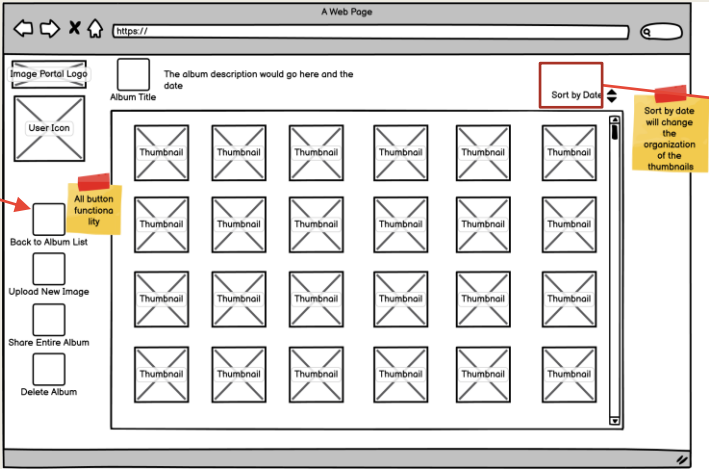 A Web Page
https://
Image Portal Logo
User Icon
Album Title
The album description would go here and the
date
Sort by Date
Sort by date
will change
the
organization
of the
thumbnails
All button
functiona
lity
Back to Album List
Upload New Image
Share Entire Album
Delete Album
Thumbnail Thumbnail Thumbnail Thumbnail Thumbnail Thumbnail
Thumbnail Thumbnail Thumbnail Thumbnail Thumbnail Thumbnail
Thumbnail Thumbnail Thumbnail Thumbnail Thumbnail Thumbnail
Thumbnail Thumbnail Thumbnail Thumbnail Thumbnail Thumbnail